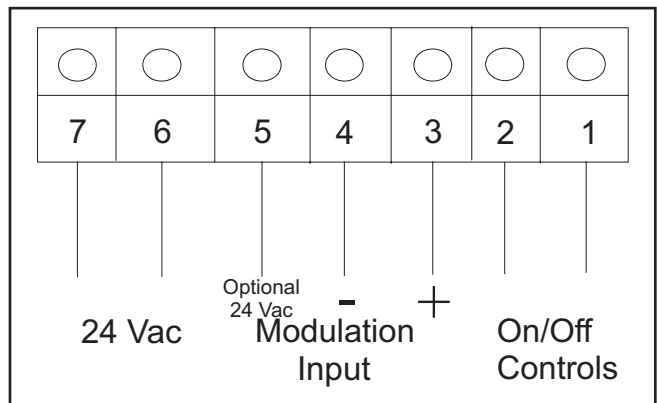 7 6 5 4 3 2 1
Optional
24 Vac
- +
24 Vac
Modulation
Input
On/Off
Controls